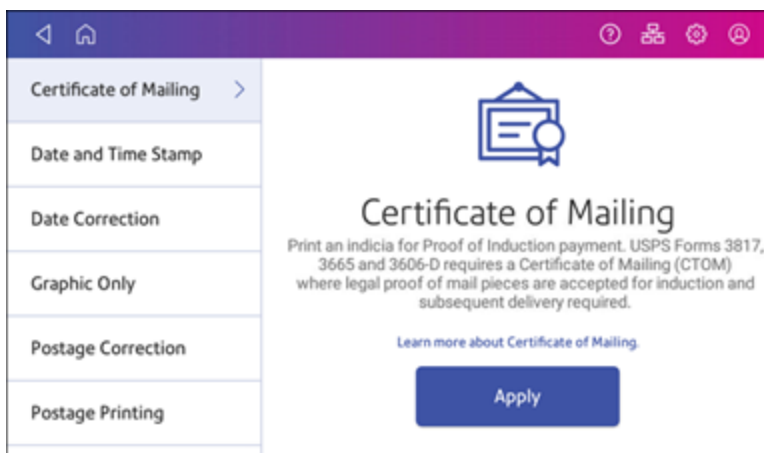 Certificate of Mailing
Date and Time Stamp
Date Correction
Graphic Only
Postage Correction
Postage Printing
Certificate of Mailing
Print an indicia for Proof of Induction payment. USPS Forms 3817,
3665 and 3606-D requires a Certificate of Mailing (CTOM)
where legal proof of mail pieces are accepted for induction and
subsequent delivery required.
Learn more about Certificate of Mailing.
Apply